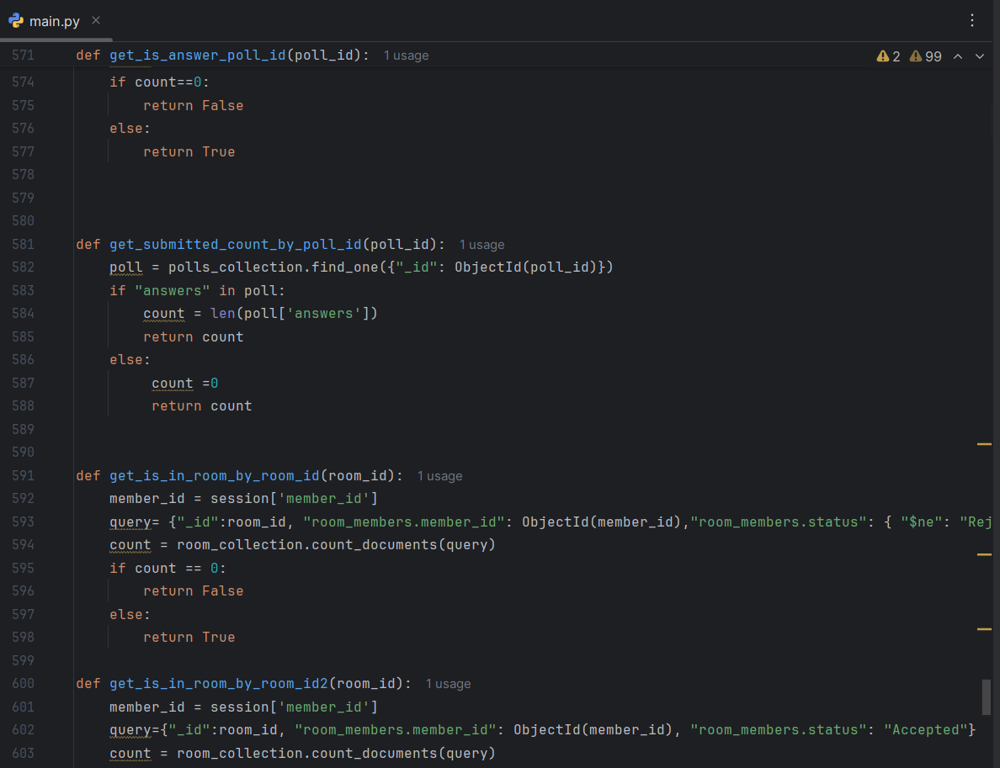 main.py
571 def get_is_answer_poll_id(poll_id): 1 usage 2 99
574 if count==0:
575 return False
576 else:
577 return True
578
579
580
581 def get_submitted_count_by_poll_id(poll_id): 1 usage
582 poll = polls_collection.find_one({"_id": ObjectId(poll_id)})
583 if "answers" in poll:
584 count = len(poll['answers'])
585 return count
586 else:
587 count =0
588 return count
589
590
591 def get_is_in_room_by_room_id(room_id): 1 usage
592 member_id = session['member_id']
593 query= {"_id":room_id, "room_members.member_id": ObjectId(member_id),"room_members.status": { "$ne": "Rej
594 count = room_collection.count_documents(query)
595 if count == 0:
596 return False
597 else:
598 return True
599
600 def get_is_in_room_by_room_id2(room_id): 1 usage
601 member_id = session['member_id']
602 query={"_id":room_id, "room_members.member_id": ObjectId(member_id), "room_members.status": "Accepted"}
603 count = room_collection.count_documents(query)